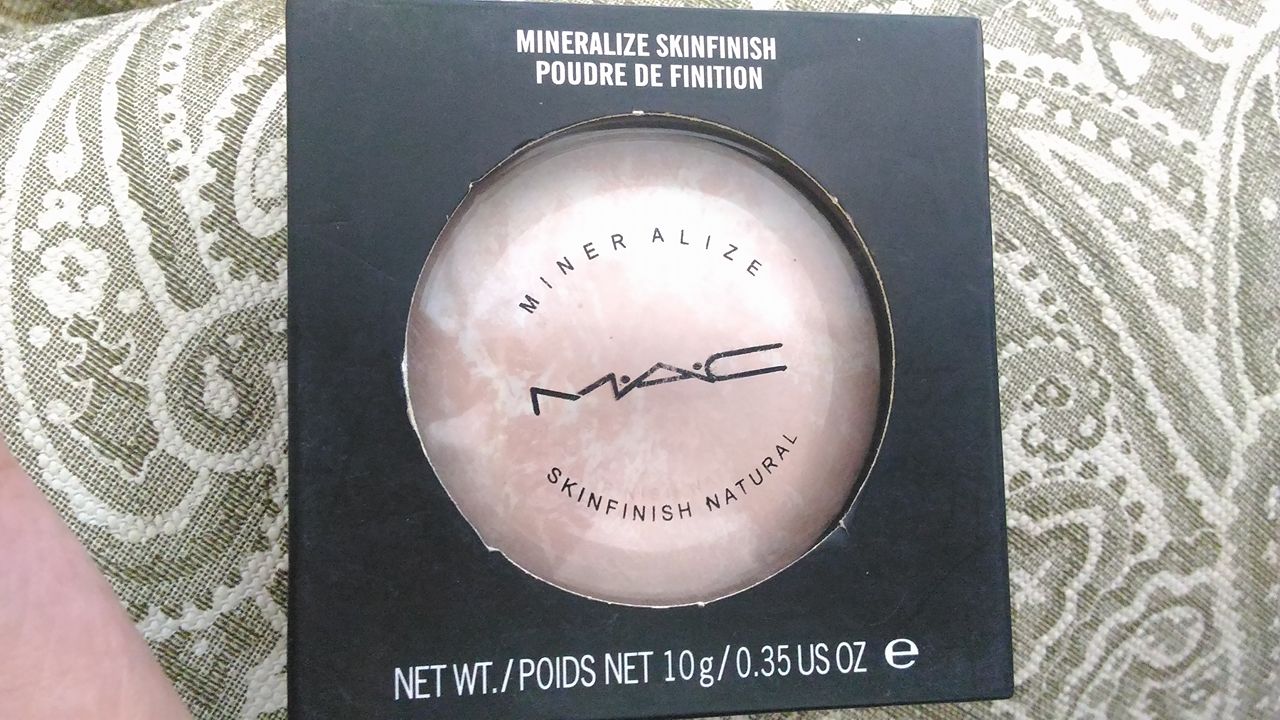 MINERALIZE SKINFINISH
POUDRE DE FINITION
MINERALIZE
MAC
SKINFINISH NATURAL
NET WT./POIDS NET 10g/0.35 US OZ e